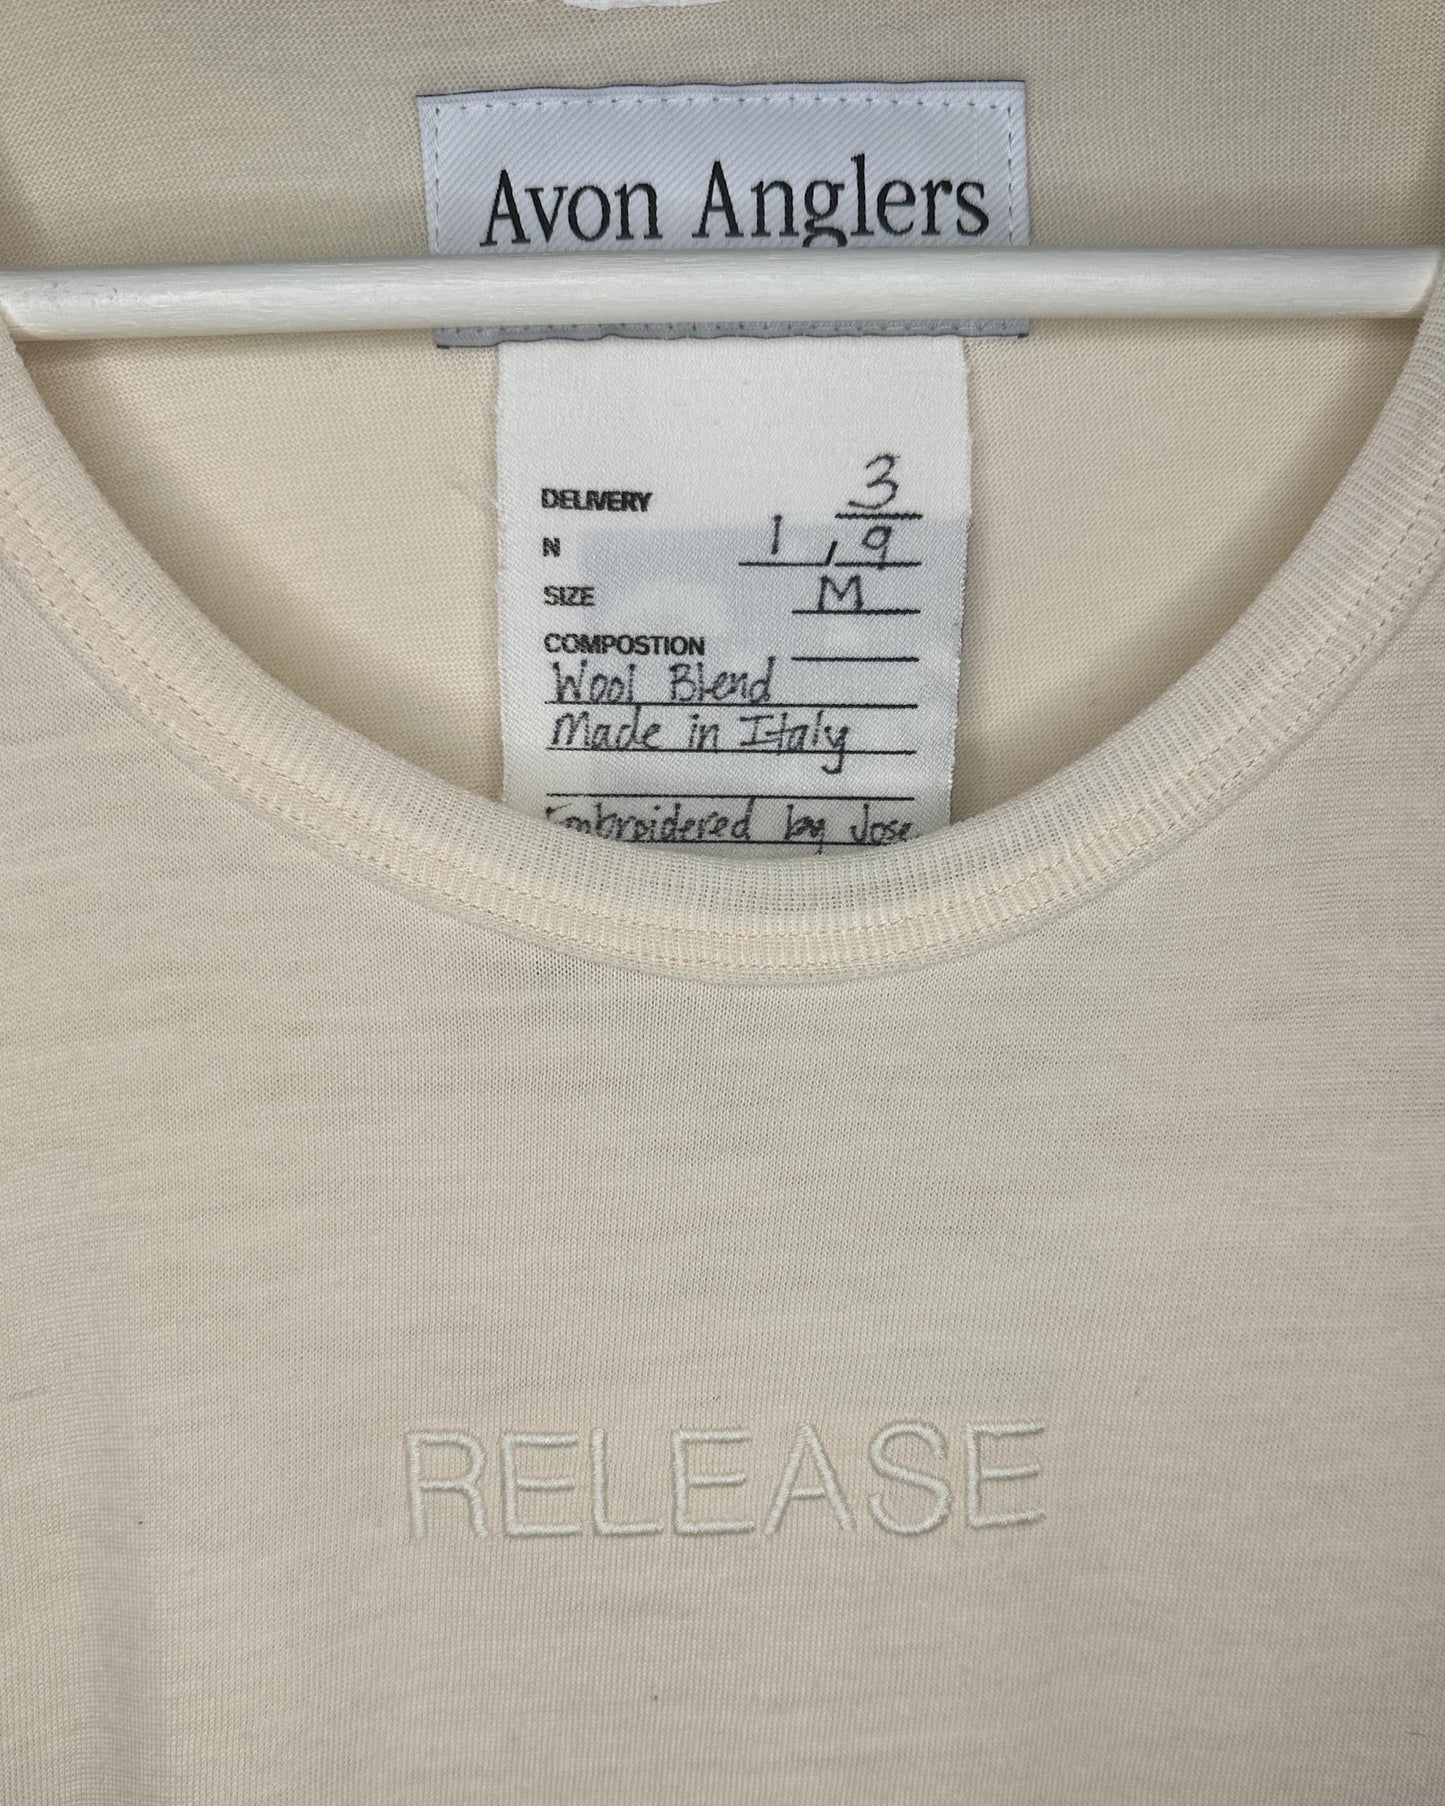 Avon Anglers
DELIVERY 3
N 1,9
SIZE M
COMPOSTION
Wool Blend
Made in Italy
Embroidered by Jose
RELEASE